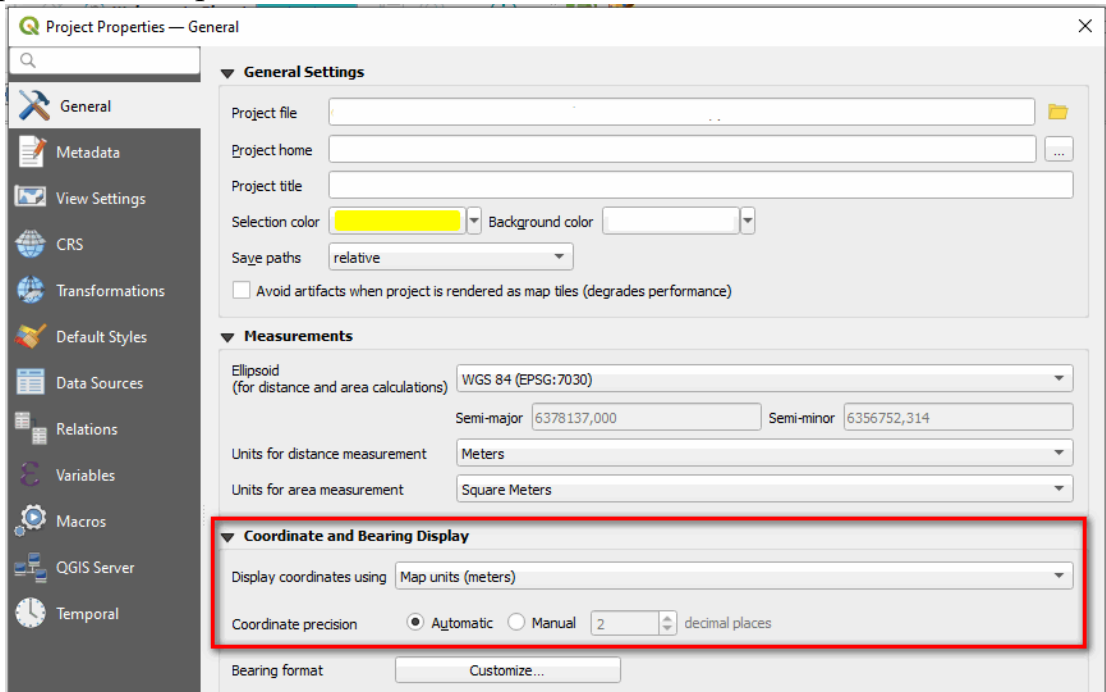 Project Properties — General
General Settings
General
Project file
Metadata
Project home
...
Project title
View Settings
Selection color
Background color
CRS
Save paths
relative
Transformations
Avoid artifacts when project is rendered as map tiles (degrades performance)
Default Styles
Measurements
Ellipsoid
(for distance and area calculations)
WGS 84 (EPSG:7030)
Data Sources
Semi-major 6378137,000
Semi-minor 6356752,314
Relations
Units for distance measurement
Meters
Variables
Units for area measurement
Square Meters
Macros
Coordinate and Bearing Display
QGIS Server
Display coordinates using
Map units (meters)
Temporal
Coordinate precision
Automatic
Manual
2
decimal places
Bearing format
Customize...